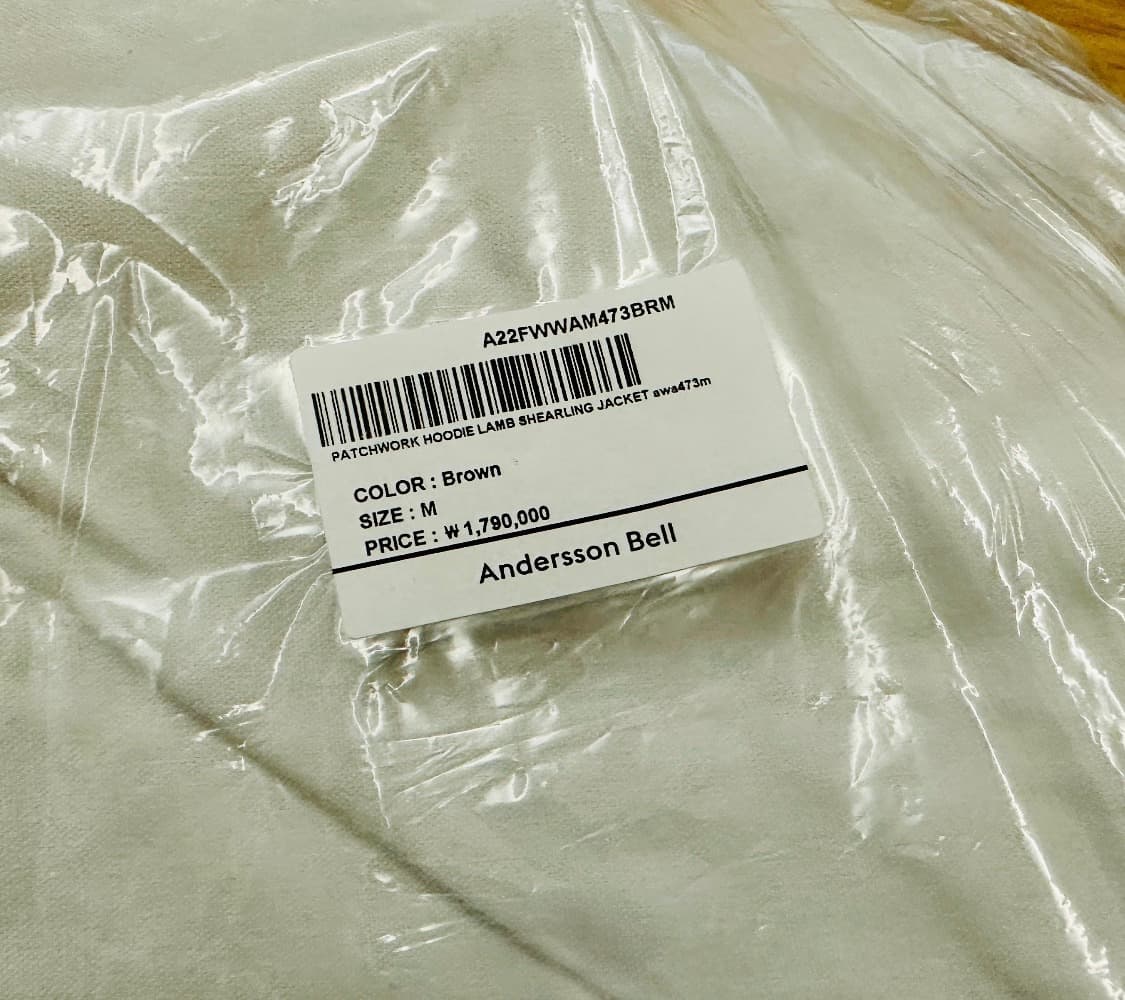 A22FWWAM473BRM
PATCHWORK HOODIE LAMB SHEARLING JACKET awa473m
COLOR : Brown
SIZE : M
PRICE : ₩ 1,790,000
Andersson Bell